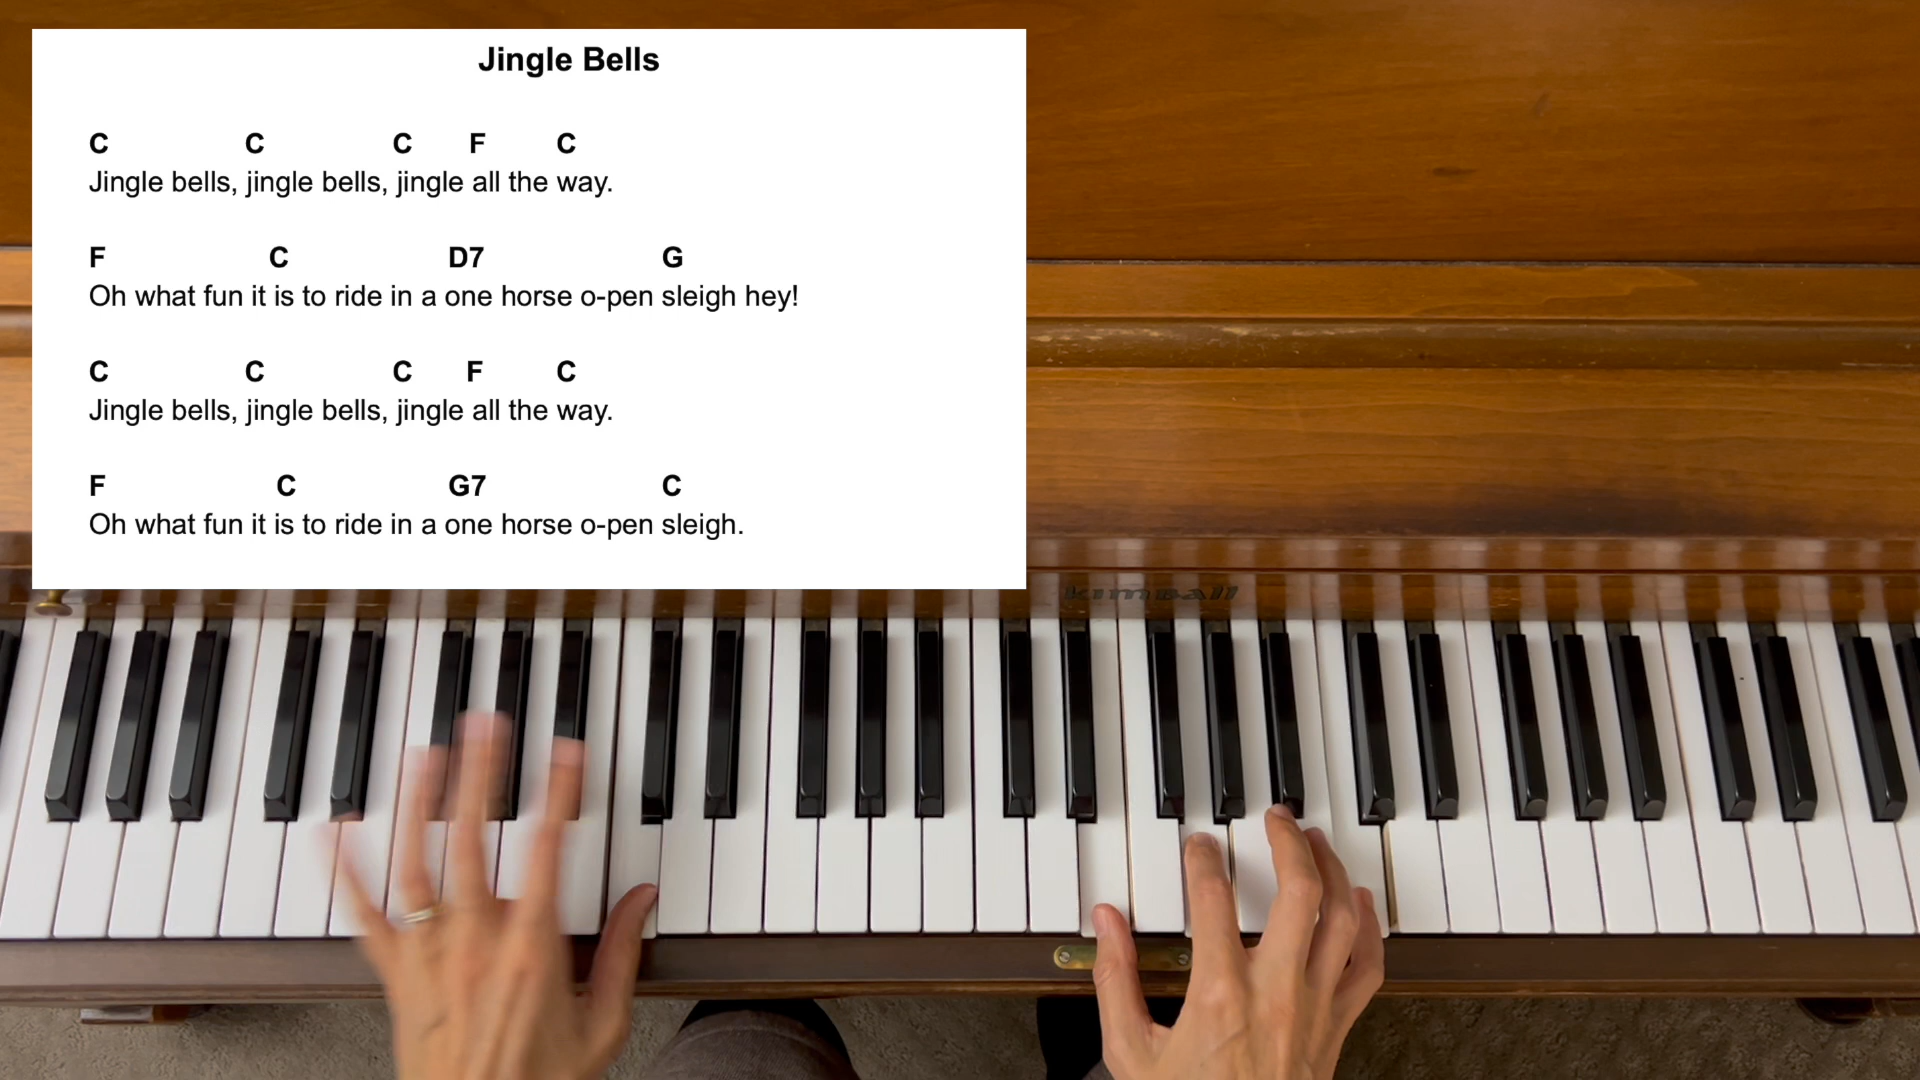 Jingle Bells
C C C F C
Jingle bells, jingle bells, jingle all the way.
F C D7 G
Oh what fun it is to ride in a one horse o-pen sleigh hey!
C C C F C
Jingle bells, jingle bells, jingle all the way.
F C G7 C
Oh what fun it is to ride in a one horse o-pen sleigh.
Kimball